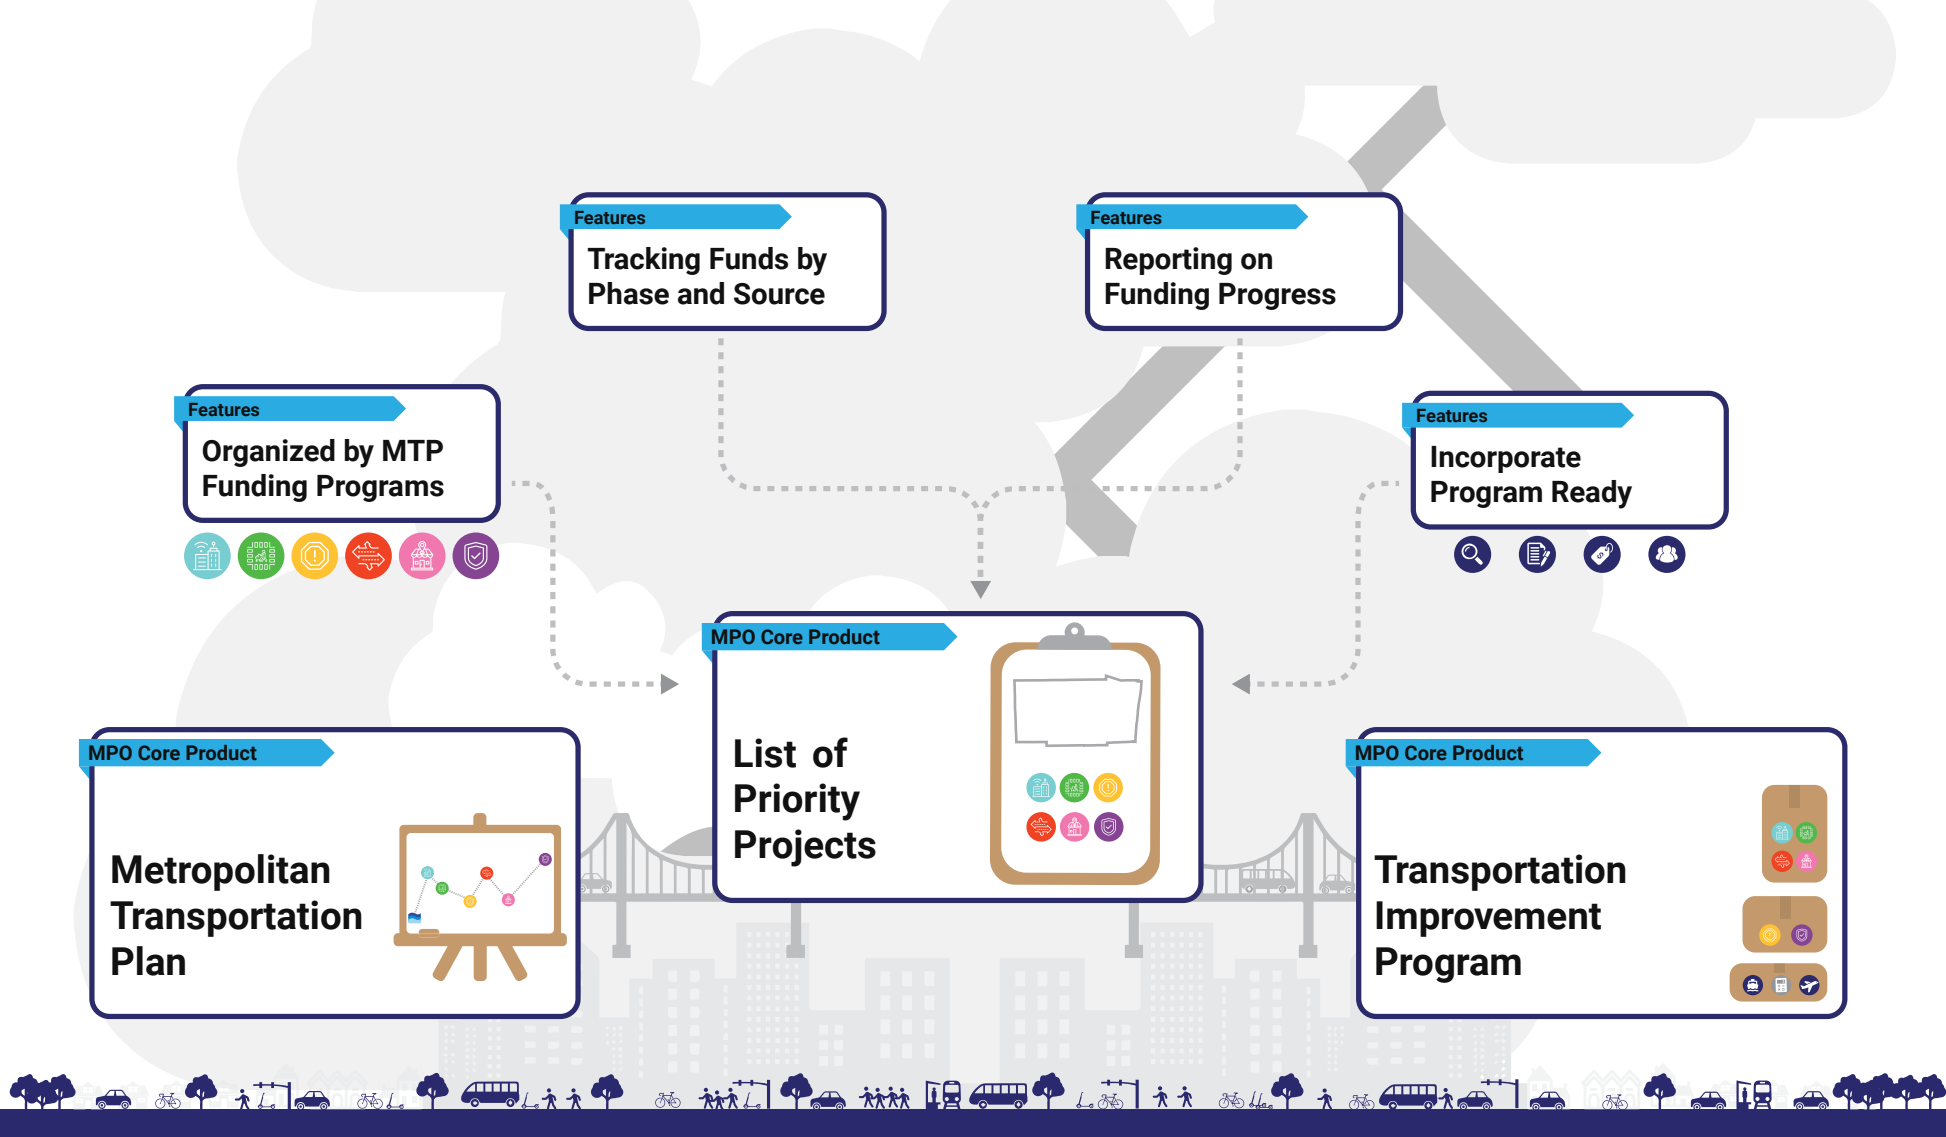 Features
Tracking Funds by
Phase and Source
Features
Reporting on
Funding Progress
Features
Organized by MTP
Funding Programs
Features
Incorporate
Program Ready
MPO Core Product
List of
Priority
Projects
MPO Core Product
Metropolitan
Transportation
Plan
MPO Core Product
Transportation
Improvement
Program